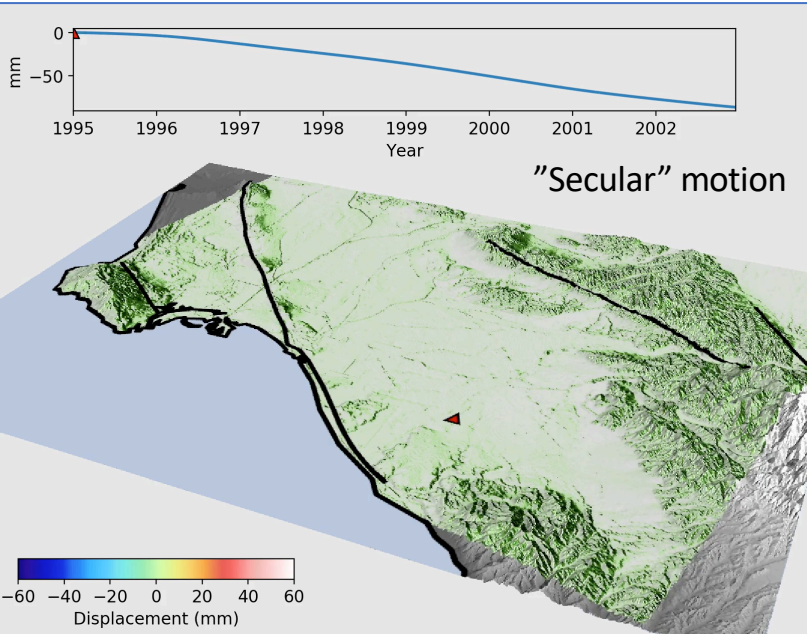 0
mm
−50
1995 1996 1997 1998 1999 2000 2001 2002
Year
”Secular” motion
−60 −40 −20 0 20 40 60
Displacement (mm)